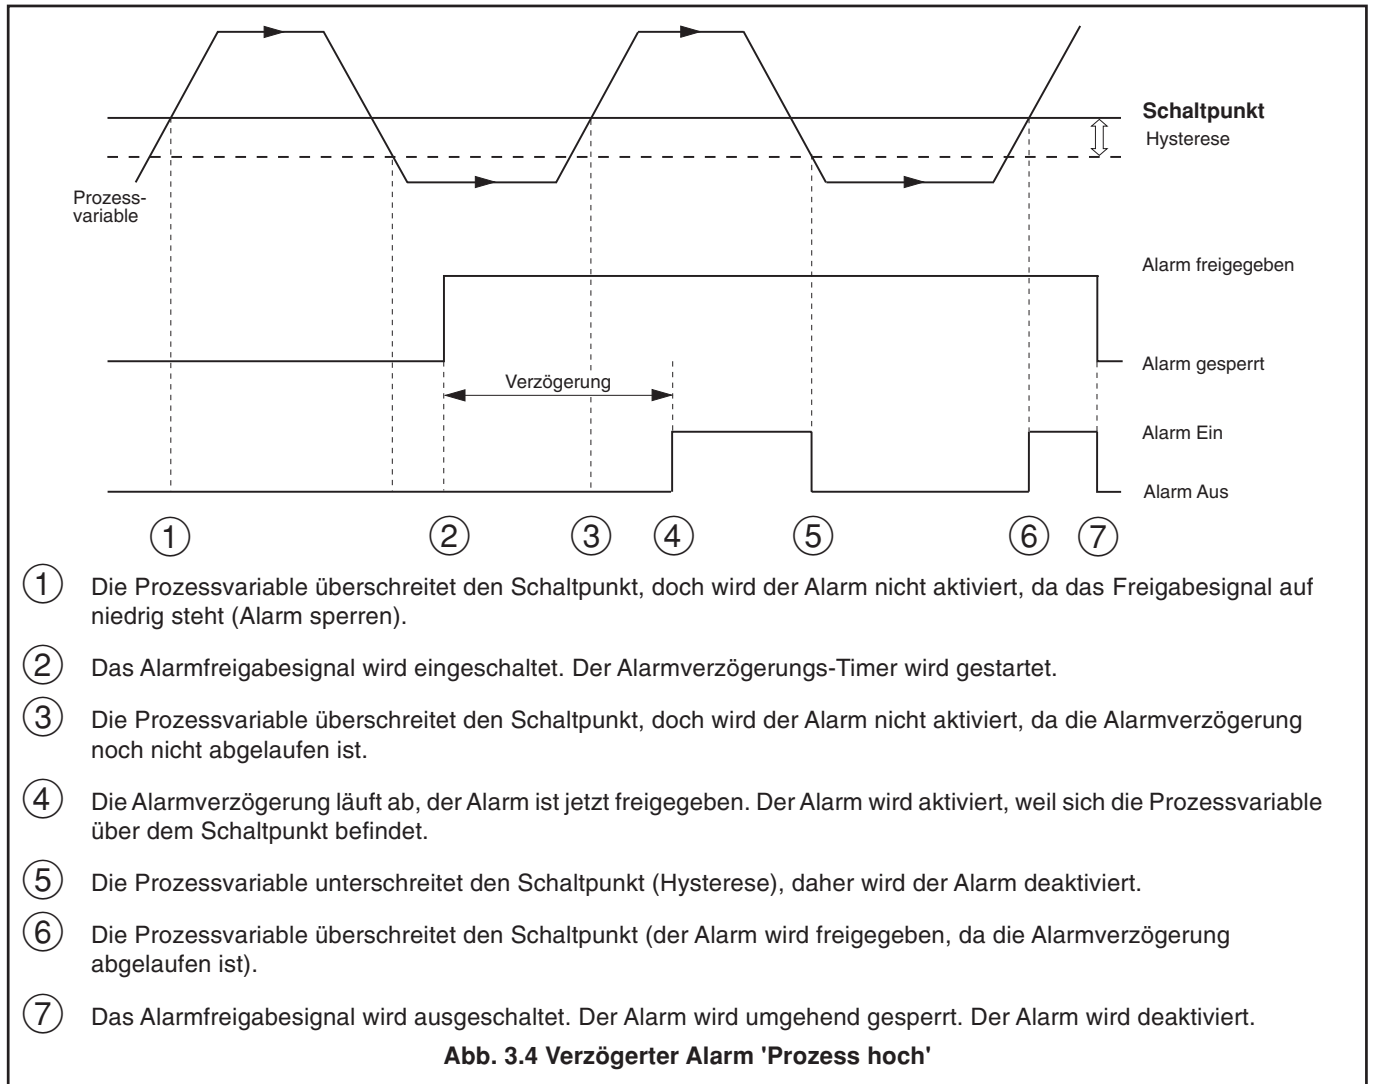 Schaltpunkt
Hysterese
Prozess-
variable
Alarm freigegeben
Alarm gesperrt
Verzögerung
Alarm Ein
Alarm Aus
1 2 3 4 5 6 7
1 Die Prozessvariable überschreitet den Schaltpunkt, doch wird der Alarm nicht aktiviert, da das Freigabesignal auf
niedrig steht (Alarm sperren).
2 Das Alarmfreigabesignal wird eingeschaltet. Der Alarmverzögerungs-Timer wird gestartet.
3 Die Prozessvariable überschreitet den Schaltpunkt, doch wird der Alarm nicht aktiviert, da die Alarmverzögerung
noch nicht abgelaufen ist.
4 Die Alarmverzögerung läuft ab, der Alarm ist jetzt freigegeben. Der Alarm wird aktiviert, weil sich die Prozessvariable
über dem Schaltpunkt befindet.
5 Die Prozessvariable unterschreitet den Schaltpunkt (Hysterese), daher wird der Alarm deaktiviert.
6 Die Prozessvariable überschreitet den Schaltpunkt (der Alarm wird freigegeben, da die Alarmverzögerung
abgelaufen ist).
7 Das Alarmfreigabesignal wird ausgeschaltet. Der Alarm wird umgehend gesperrt. Der Alarm wird deaktiviert.
Abb. 3.4 Verzögerter Alarm 'Prozess hoch'